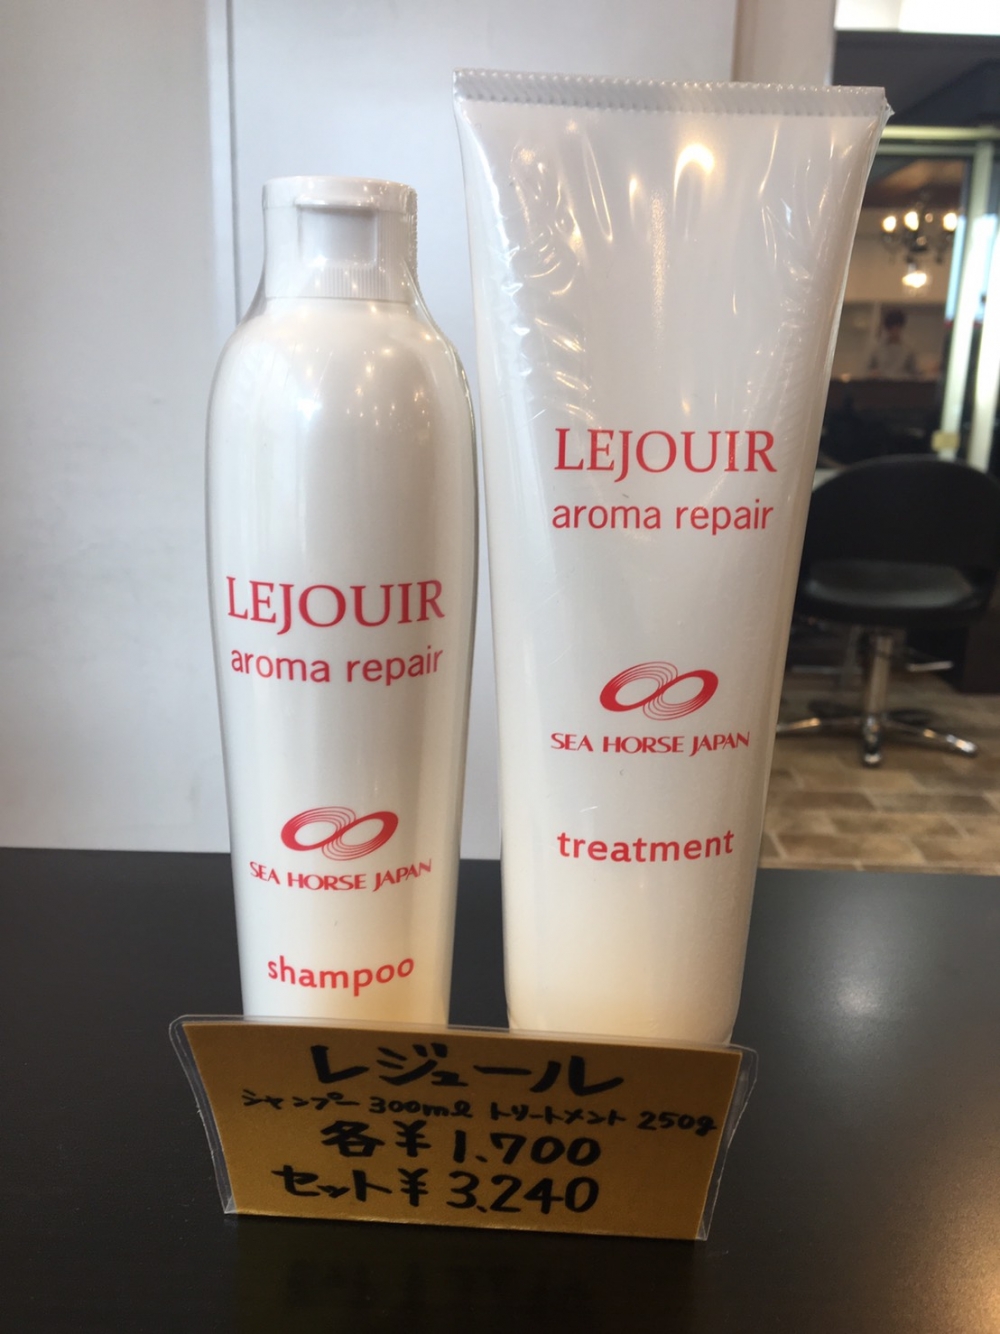 LEJOUIR
aroma repair
SEA HORSE JAPAN
shampoo
LEJOUIR
aroma repair
SEA HORSE JAPAN
treatment
レジュール
シャンプー 300mℓ トリートメント 250g
各¥1,700
セット¥3,240